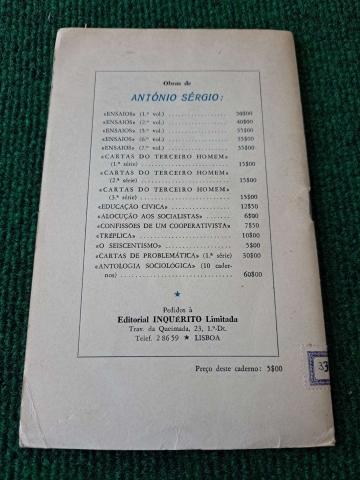 Obras de
ANTÓNIO SÉRGIO:
«ENSAIOS» (1.º vol.) .................... 50$00
«ENSAIOS» (2.º vol.) .................... 40$00
«ENSAIOS» (5.º vol.) .................... 35$00
«ENSAIOS» (6.º vol.) .................... 35$00
«ENSAIOS» (7.º vol.) .................... 35$00
«CARTAS DO TERCEIRO HOMEM»
(1.ª série) .................... 15$00
«CARTAS DO TERCEIRO HOMEM»
(2.ª série) .................... 15$00
«CARTAS DO TERCEIRO HOMEM»
(3.ª série) .................... 15$00
«EDUCAÇÃO CÍVICA» .................... 12$50
«ALOCUÇÃO AOS SOCIALISTAS» ....... 6$00
«CONFISSÕES DE UM COOPERATIVISTA» 7$50
«TRÉPLICA» .................... 10$00
«O SEISCENTISMO» .................... 5$00
«CARTAS DE PROBLEMÁTICA» (1.ª série) 30$00
«ANTOLOGIA SOCIOLÓGICA» (10 cader-
nos) .................... 60$00
★
Pedidos à
Editorial INQUÉRITO Limitada
Trav. da Queimada, 23, 1.º-Dt.
Telef. 2 86 59 ★ LISBOA
Preço deste caderno: 5$00
33